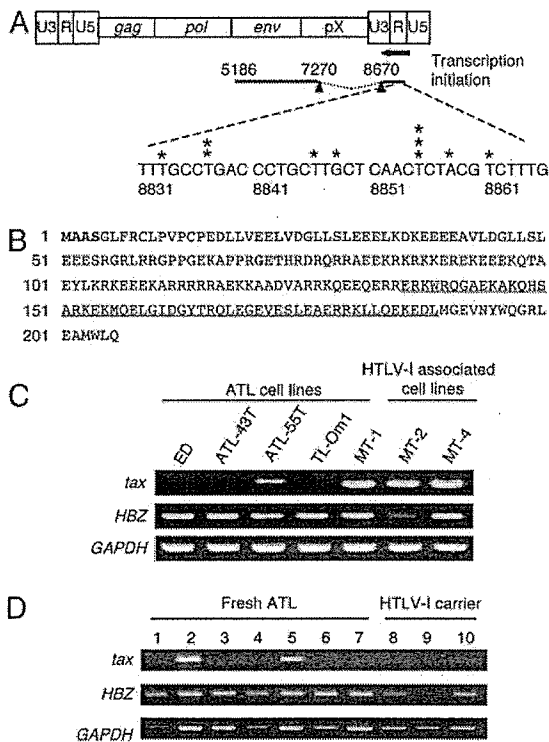 A
U3 R U5 gag pol env pX U3 R U5
Transcription
initiation
5186 7270 8670
* * * * * * * * * *
TTTGCCTGAC CCTGCTTGCT CAACTCTACG TCTTTG
8831 8841 8851 8861
B
1 MAASGLFRCLPVPCPEDLLVEELVDGLLSLEEELKDKEEEEAVLDGLLSL
51 EEESRGRLRRGPPGEKAPPRGETHRDRQRRAEEKRKRKKEREKEEEKQTA
101 EYLKRKEEEKARRRRRAEKKAADVARRKQEEQERRERKWRQGAEKAKQHS
151 ARKEKMQELGIDGYTRQLEGEVESLEAERRKLLQEKEDLMGEVNYWQGRL
201 EAMWLQ
C
ATL cell lines
HTLV-I associated
cell lines
ED ATL-43T ATL-55T TL-Om1 MT-1 MT-2 MT-4
tax
HBZ
GAPDH
D
Fresh ATL HTLV-I carrier
1 2 3 4 5 6 7 8 9 10
tax
HBZ
GAPDH